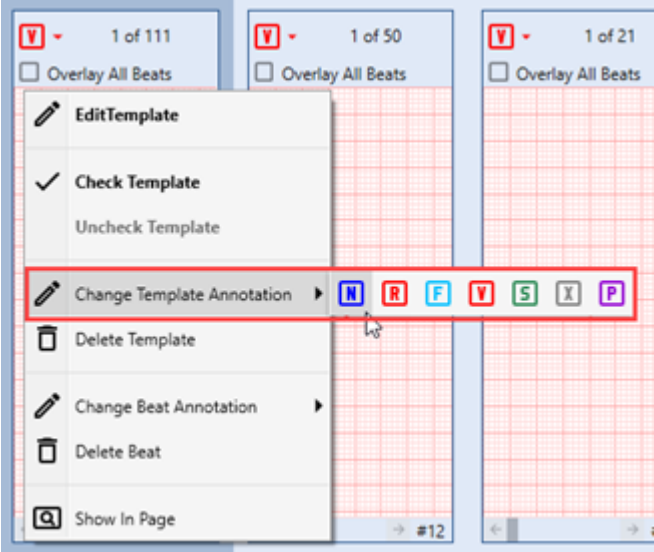 V 1 of 111
V 1 of 50
V 1 of 21
Overlay All Beats
Overlay All Beats
Overlay All Beats
EditTemplate
Check Template
Uncheck Template
Change Template Annotation N R F V S X P
Delete Template
Change Beat Annotation
Delete Beat
Show In Page
#12